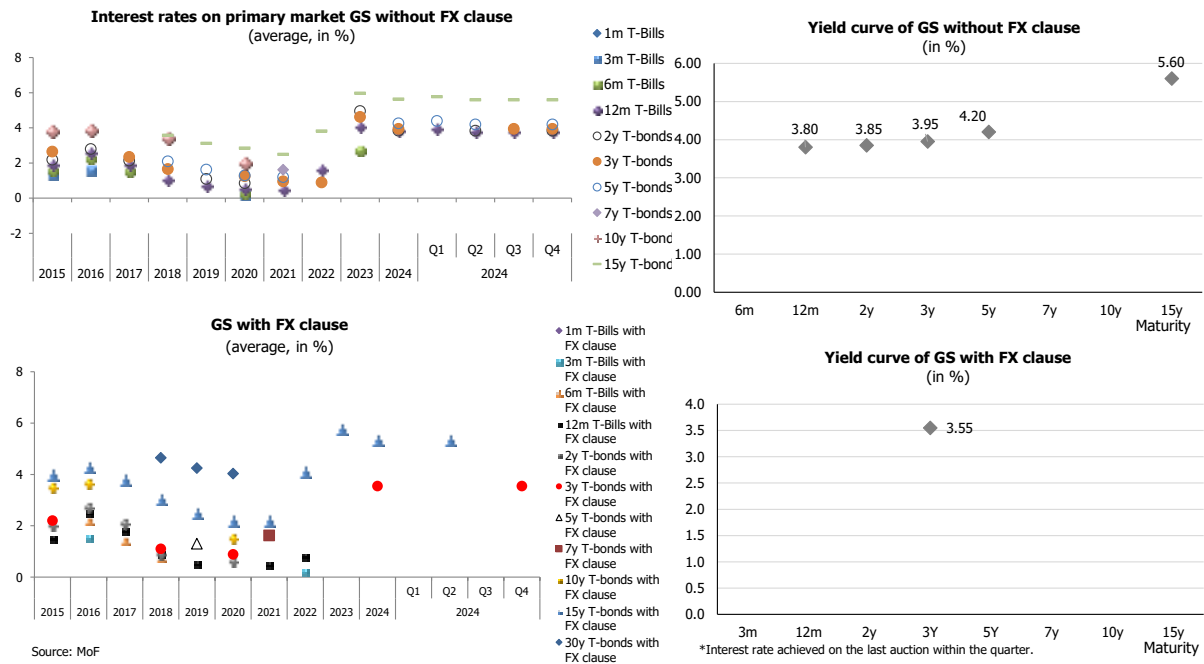 Interest rates on primary market GS without FX clause
(average, in %)
8
6
4
2
0
-2
2015
2016
2017
2018
2019
2020
2021
2022
2023
2024
Q1
Q2
Q3
Q4
2024
1m T-Bills
3m T-Bills
6m T-Bills
12m T-Bills
2y T-bonds
3y T-bonds
5y T-bonds
7y T-bonds
10y T-bond
15y T-bond
Yield curve of GS without FX clause
(in %)
6.00
5.00
4.00
3.00
2.00
1.00
0.00
3.80
3.85
3.95
4.20
5.60
6m
12m
2y
3y
5y
7y
10y
15y
Maturity
GS with FX clause
(average, in %)
8
6
4
2
0
2015
2016
2017
2018
2019
2020
2021
2022
2023
2024
Q1
Q2
Q3
Q4
2024
1m T-Bills with
FX clause
3m T-Bills with
FX clause
6m T-Bills with
FX clause
12m T-Bills with
FX clause
2y T-bonds with
FX clause
3y T-bonds with
FX clause
5y T-bonds with
FX clause
7y T-bonds with
FX clause
10y T-bonds with
FX clause
15y T-bonds with
FX clause
30y T-bonds with
FX clause
Source: MoF
Yield curve of GS with FX clause
(in %)
4.0
3.5
3.0
2.5
2.0
1.5
1.0
0.5
0.0
3.55
3m
12m
2y
3Y
5Y
7y
10y
15y
Maturity
*Interest rate achieved on the last auction within the quarter.